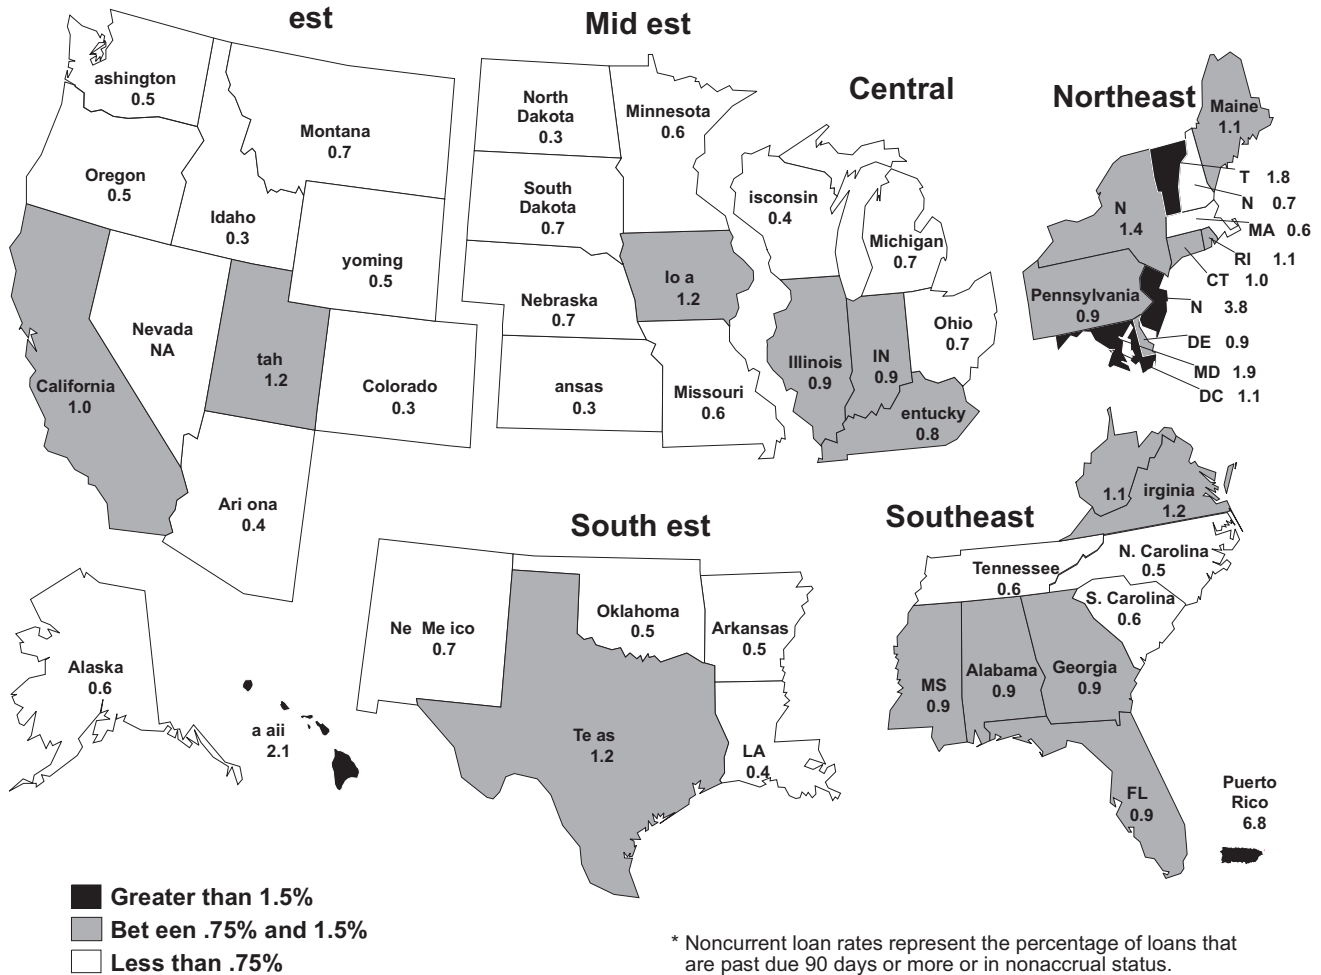 est
Mid est
Central
Northeast
ashington
0.5
Oregon
0.5
Montana
0.7
Idaho
0.3
yoming
0.5
Nevada
NA
tah
1.2
California
1.0
Colorado
0.3
Ari ona
0.4
Alaska
0.6
a aii
2.1
North
Dakota
0.3
Minnesota
0.6
South
Dakota
0.7
Io a
1.2
Nebraska
0.7
ansas
0.3
Missouri
0.6
isconsin
0.4
Michigan
0.7
Illinois
0.9
IN
0.9
Ohio
0.7
entucky
0.8
Maine
1.1
T 1.8
N 0.7
N
1.4
MA 0.6
RI 1.1
CT 1.0
Pennsylvania
0.9
N 3.8
DE 0.9
MD 1.9
DC 1.1
South est
Ne Me ico
0.7
Oklahoma
0.5
Arkansas
0.5
Te as
1.2
LA
0.4
Southeast
1.1
irginia
1.2
Tennessee
0.6
N. Carolina
0.5
S. Carolina
0.6
MS
0.9
Alabama
0.9
Georgia
0.9
FL
0.9
Puerto
Rico
6.8
Greater than 1.5%
Bet een .75% and 1.5%
Less than .75%
* Noncurrent loan rates represent the percentage of loans that
are past due 90 days or more or in nonaccrual status.